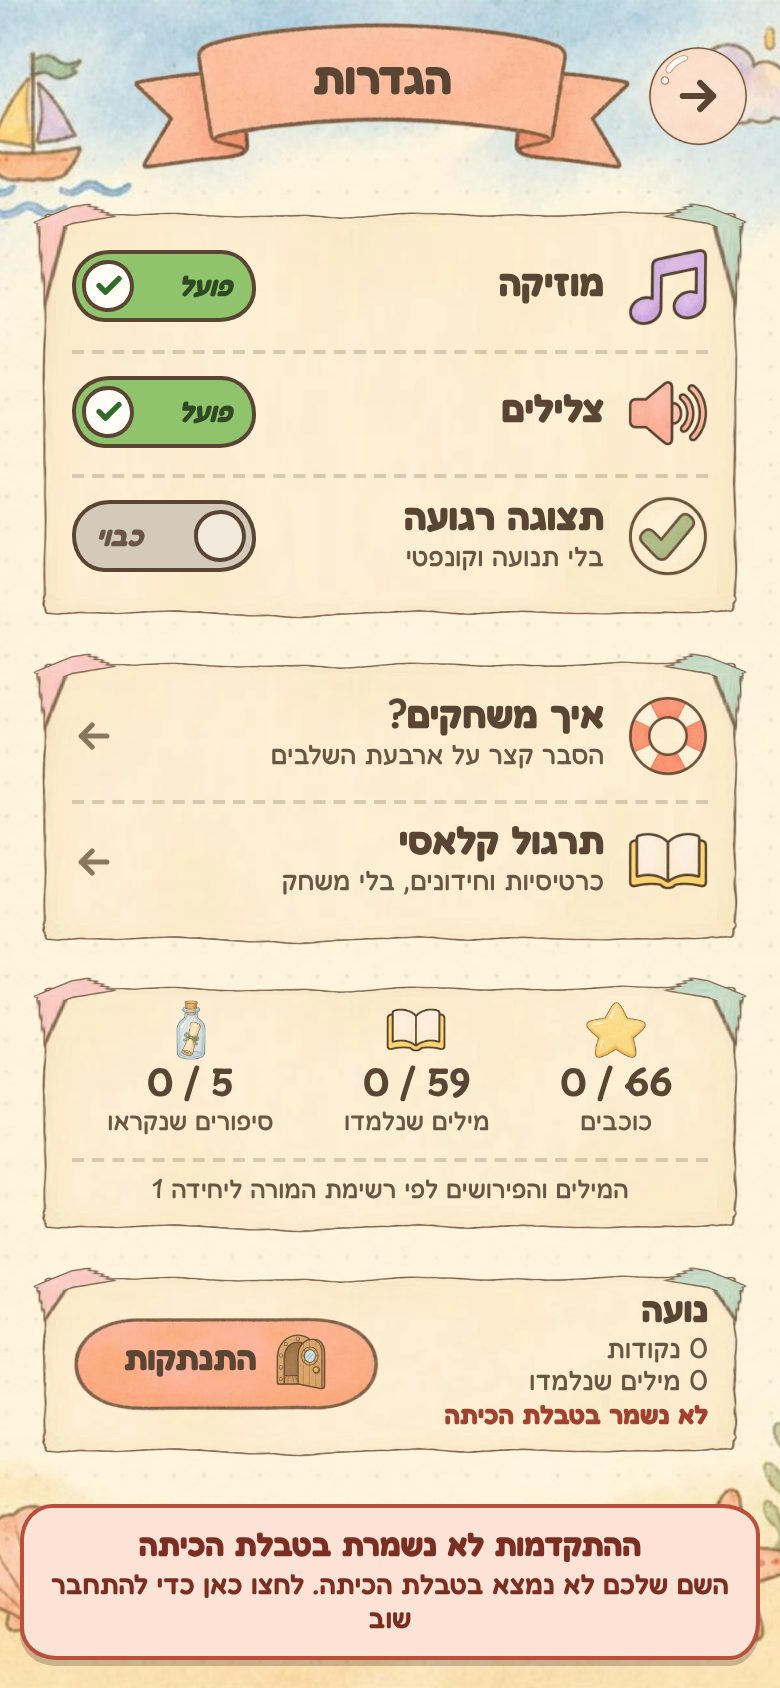 הגדרות
מוזיקה
פועל
צלילים
פועל
תצוגה רגועה
בלי תנועה וקונפטי
כבוי
איך משחקים?
הסבר קצר על ארבעת השלבים
תרגול קלאסי
כרטיסיות וחידונים, בלי משחק
0 / 66
כוכבים
0 / 59
מילים שנלמדו
0 / 5
סיפורים שנקראו
המילים והפירושים לפי רשימת המורה ליחידה 1
נועה
0 נקודות
0 מילים שנלמדו
לא נשמר בטבלת הכיתה
התנתקות
ההתקדמות לא נשמרת בטבלת הכיתה
השם שלכם לא נמצא בטבלת הכיתה. לחצו כאן כדי להתחבר
שוב